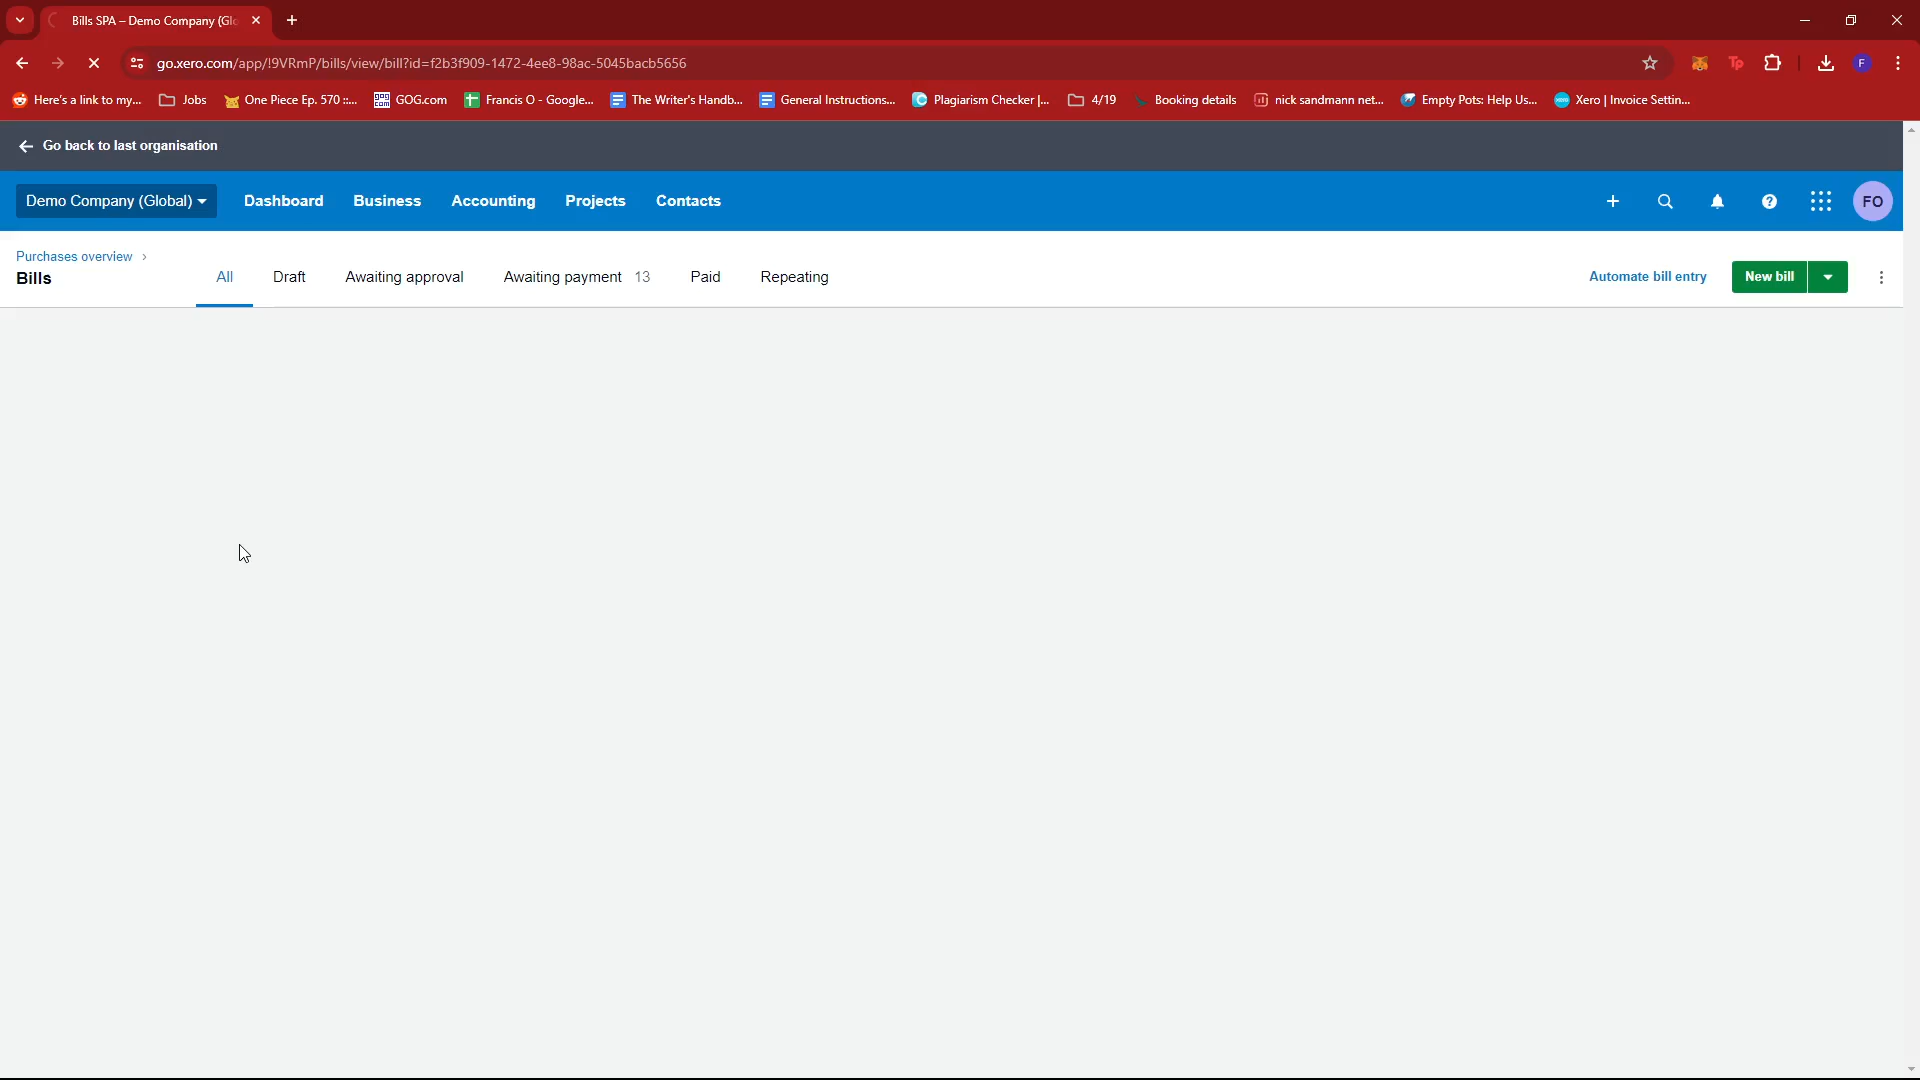 Bills SPA – Demo Company (Glo
go.xero.com/app/!9VRmP/bills/view/bill?id=f2b3f909-1472-4ee8-98ac-5045bacb5656
Tp
F
Here's a link to my...
Jobs
One Piece Ep. 570 ::...
GOG.com
Francis O - Google...
The Writer's Handb...
General Instructions...
Plagiarism Checker |...
4/19
Booking details
nick sandmann net...
Empty Pots: Help Us...
Xero | Invoice Settin...
Go back to last organisation
Demo Company (Global)
Dashboard
Business
Accounting
Projects
Contacts
FO
Purchases overview
Bills
All
Draft
Awaiting approval
Awaiting payment 13
Paid
Repeating
Automate bill entry
New bill